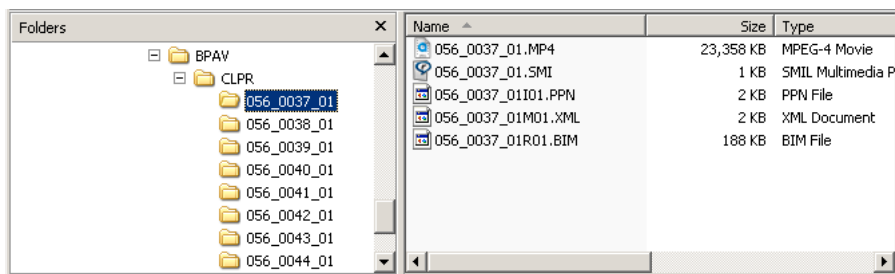 Folders
BPAV
CLPR
056_0037_01
056_0038_01
056_0039_01
056_0040_01
056_0041_01
056_0042_01
056_0043_01
056_0044_01
Name Size Type
056_0037_01.MP4 23,358 KB MPEG-4 Movie
056_0037_01.SMI 1 KB SMIL Multimedia P
056_0037_01I01.PPN 2 KB PPN File
056_0037_01M01.XML 2 KB XML Document
056_0037_01R01.BIM 188 KB BIM File